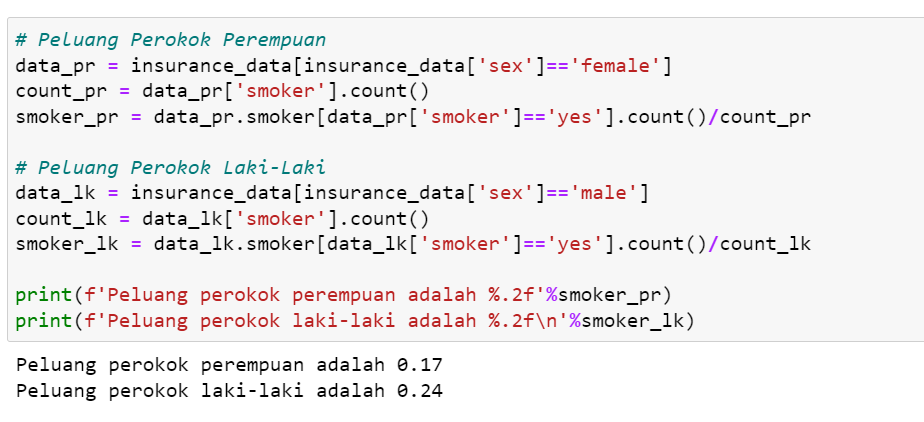 # Peluang Perokok Perempuan
data_pr = insurance_data[insurance_data['sex']=='female']
count_pr = data_pr['smoker'].count()
smoker_pr = data_pr.smoker[data_pr['smoker']=='yes'].count()/count_pr
# Peluang Perokok Laki-Laki
data_lk = insurance_data[insurance_data['sex']=='male']
count_lk = data_lk['smoker'].count()
smoker_lk = data_lk.smoker[data_lk['smoker']=='yes'].count()/count_lk
print(f'Peluang perokok perempuan adalah %.2f'%smoker_pr)
print(f'Peluang perokok laki-laki adalah %.2f\n'%smoker_lk)
Peluang perokok perempuan adalah 0.17
Peluang perokok laki-laki adalah 0.24